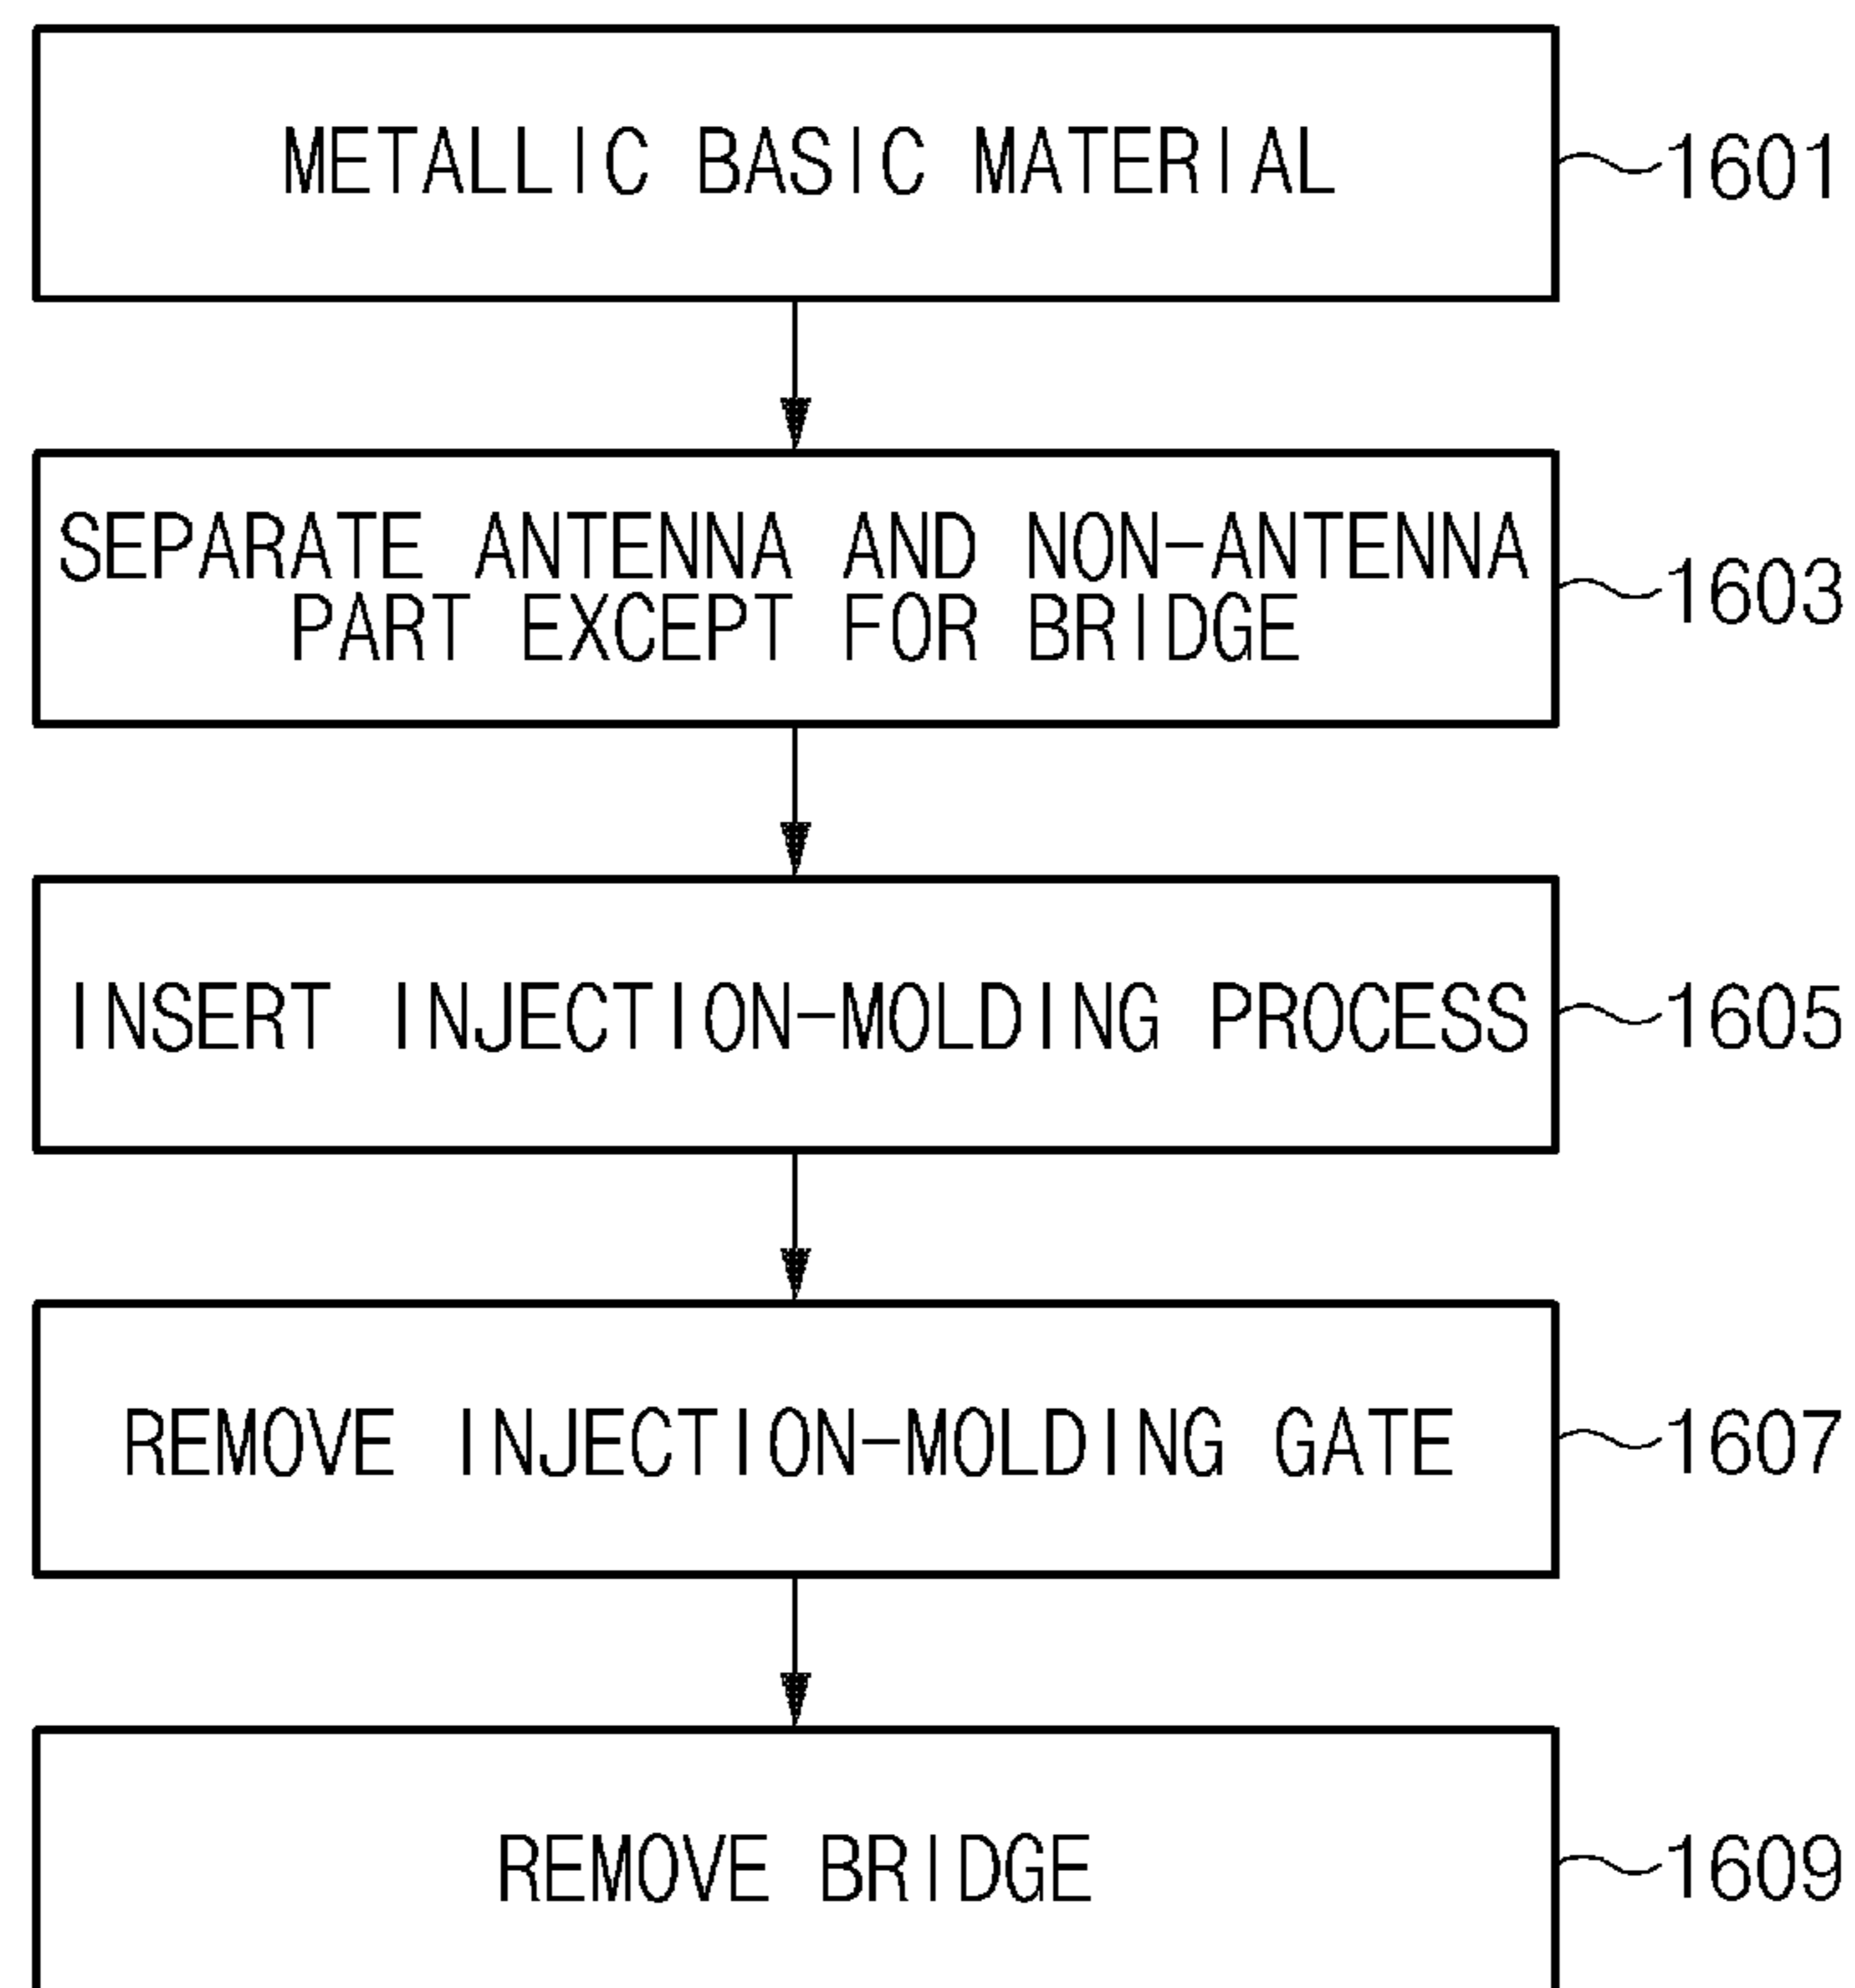 METALLIC BASIC MATERIAL
1601
SEPARATE ANTENNA AND NON-ANTENNA
PART EXCEPT FOR BRIDGE
1603
INSERT INJECTION-MOLDING PROCESS
1605
REMOVE INJECTION-MOLDING GATE
1607
REMOVE BRIDGE
1609